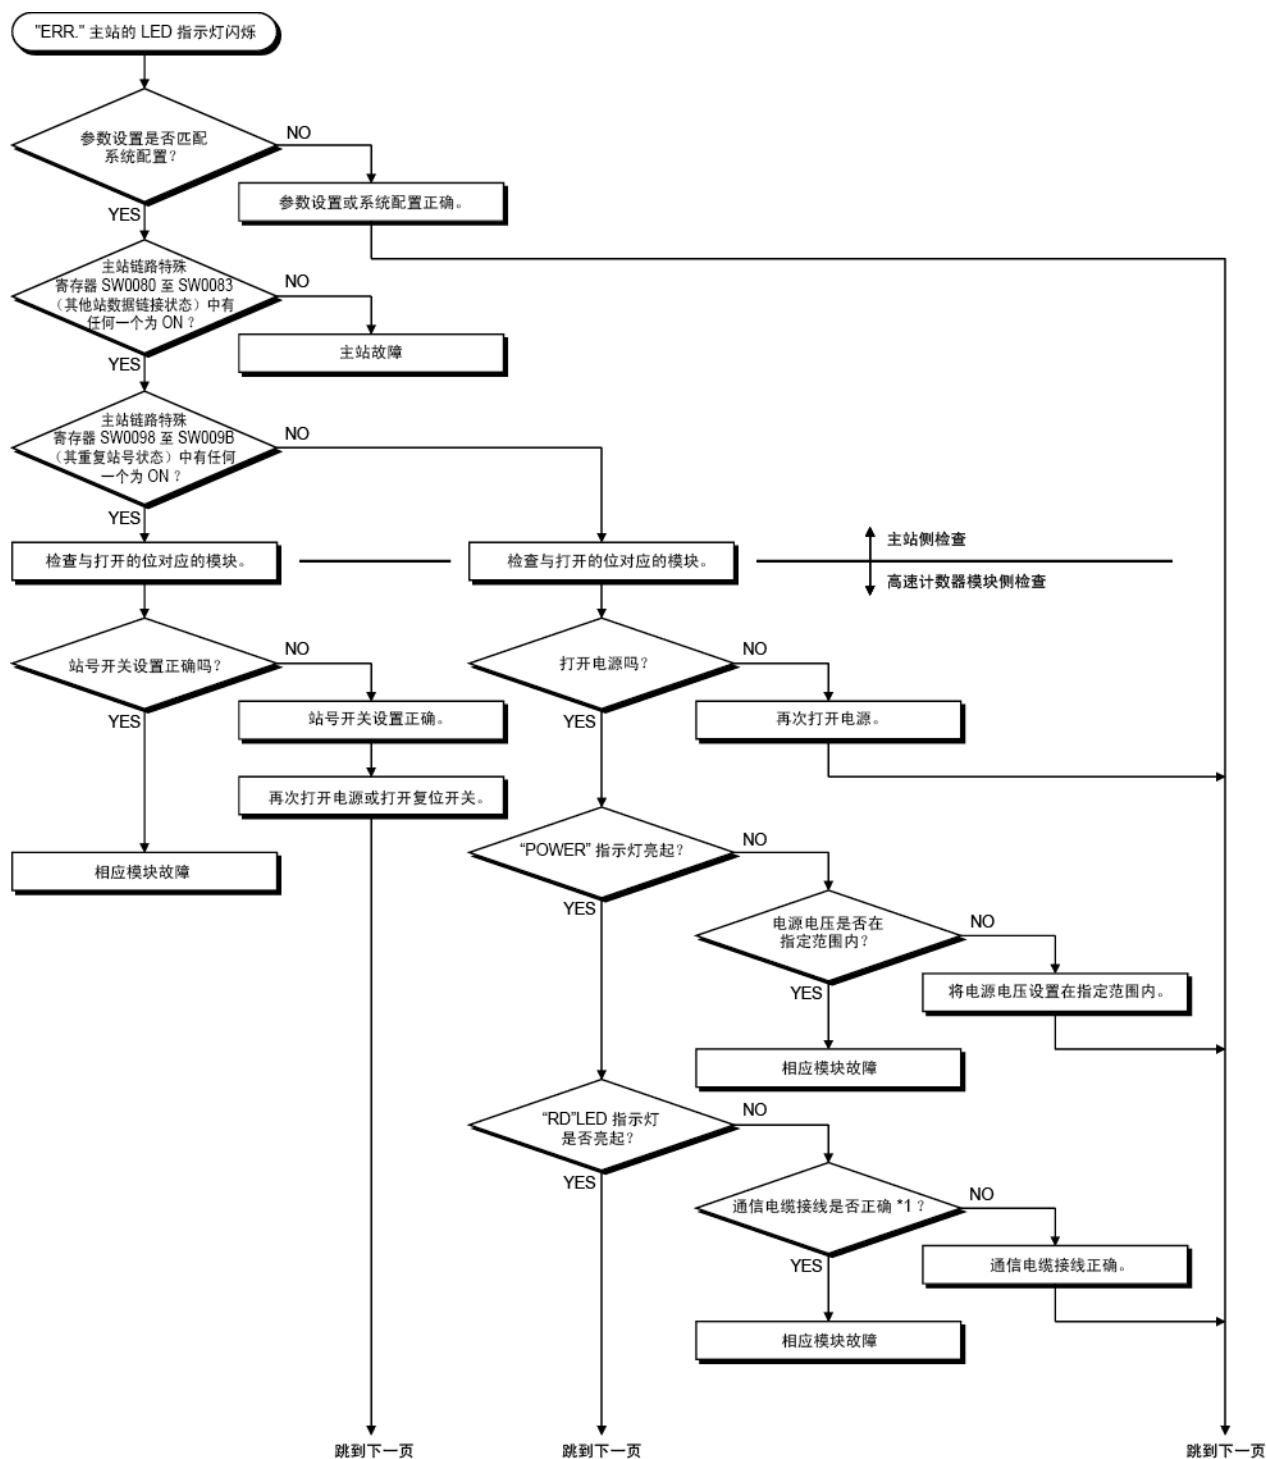 "ERR." 主站的 LED 指示灯闪烁
参数设置是否匹配
系统配置？
NO
参数设置或系统配置正确。
YES
主站链路特殊
寄存器 SW0080 至 SW0083
（其他站数据链接状态）中有
任何一个为 ON？
NO
主站故障
YES
主站链路特殊
寄存器 SW0098 至 SW009B
（其重复站号状态）中有任何
一个为 ON？
NO
YES
检查与打开的位对应的模块。
检查与打开的位对应的模块。
主站侧检查
高速计数器模块侧检查
站号开关设置正确吗？
NO
YES
站号开关设置正确。
再次打开电源或打开复位开关。
相应模块故障
打开电源吗？
NO
YES
再次打开电源。
“POWER” 指示灯亮起？
NO
YES
电源电压是否在
指定范围内？
NO
YES
将电源电压设置在指定范围内。
相应模块故障
“RD”LED 指示灯
是否亮起？
NO
YES
通信电缆接线是否正确 *1？
NO
YES
通信电缆接线正确。
相应模块故障
跳到下一页
跳到下一页
跳到下一页